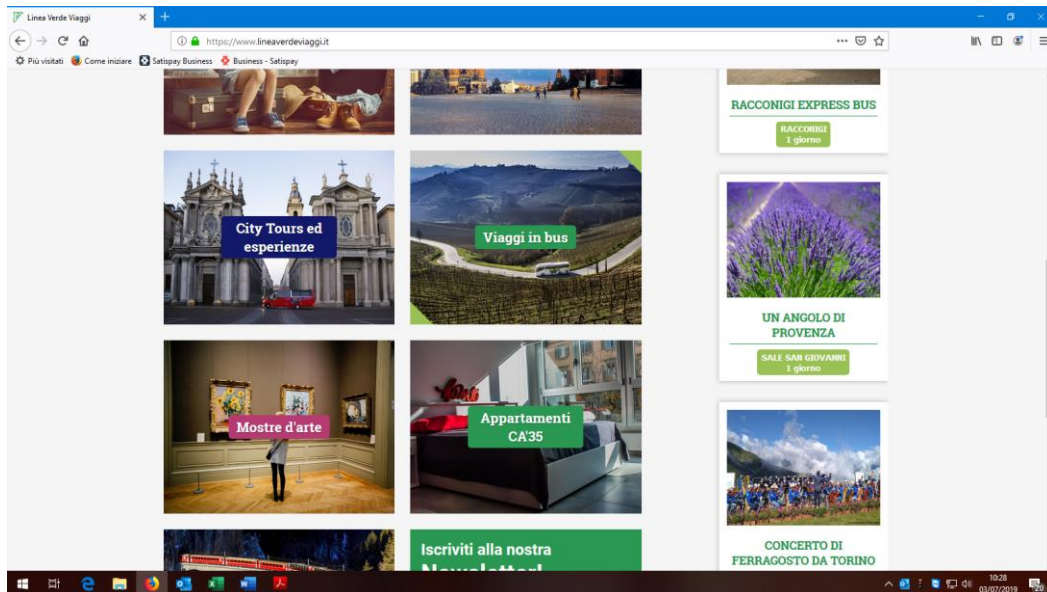 Linea Verde Viaggi
https://www.lineaverdeviaggi.it
Più visitati
Come iniziare
Satispay Business
Business - Satispay
City Tours ed
esperienze
Viaggi in bus
Mostre d'arte
Appartamenti
CA'35
Iscriviti alla nostra
Newsletter!
RACCONIGI EXPRESS BUS
RACCONIGI
1 giorno
UN ANGOLO DI
PROVENZA
SALE SAN GIOVANNI
1 giorno
CONCERTO DI
FERRAGOSTO DA TORINO
10:28
03/07/2019
20